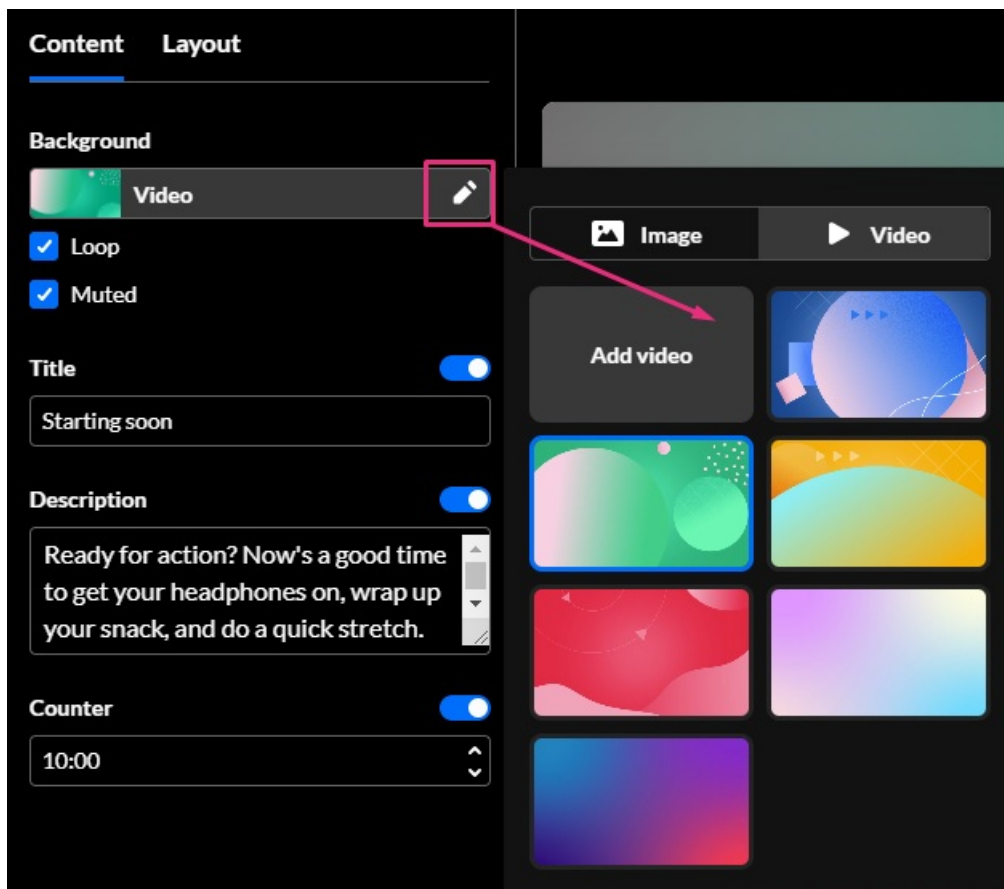 Content Layout
Background
Video
Loop
Muted
Title
Starting soon
Description
Ready for action? Now's a good time
to get your headphones on, wrap up
your snack, and do a quick stretch.
Counter
10:00
Image Video
Add video